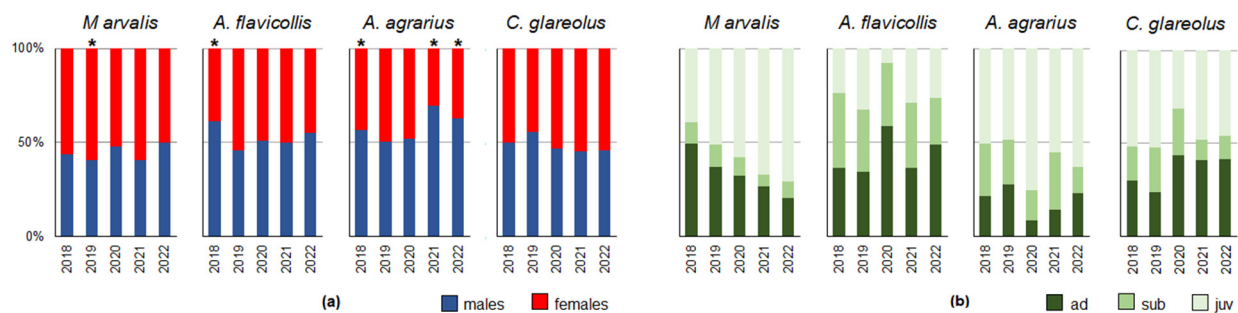 M arvalis
A. flavicollis
A. agrarius
C. glareolus
* * * * *
100%
50%
0%
2018 2019 2020 2021 2022
2018 2019 2020 2021 2022
2018 2019 2020 2021 2022
2018 2019 2020 2021 2022
(a)
males
females
M. arvalis
A. flavicollis
A. agrarius
C. glareolus
2018 2019 2020 2021 2022
2018 2019 2020 2021 2022
2018 2019 2020 2021 2022
2018 2019 2020 2021 2022
(b)
ad
sub
juv